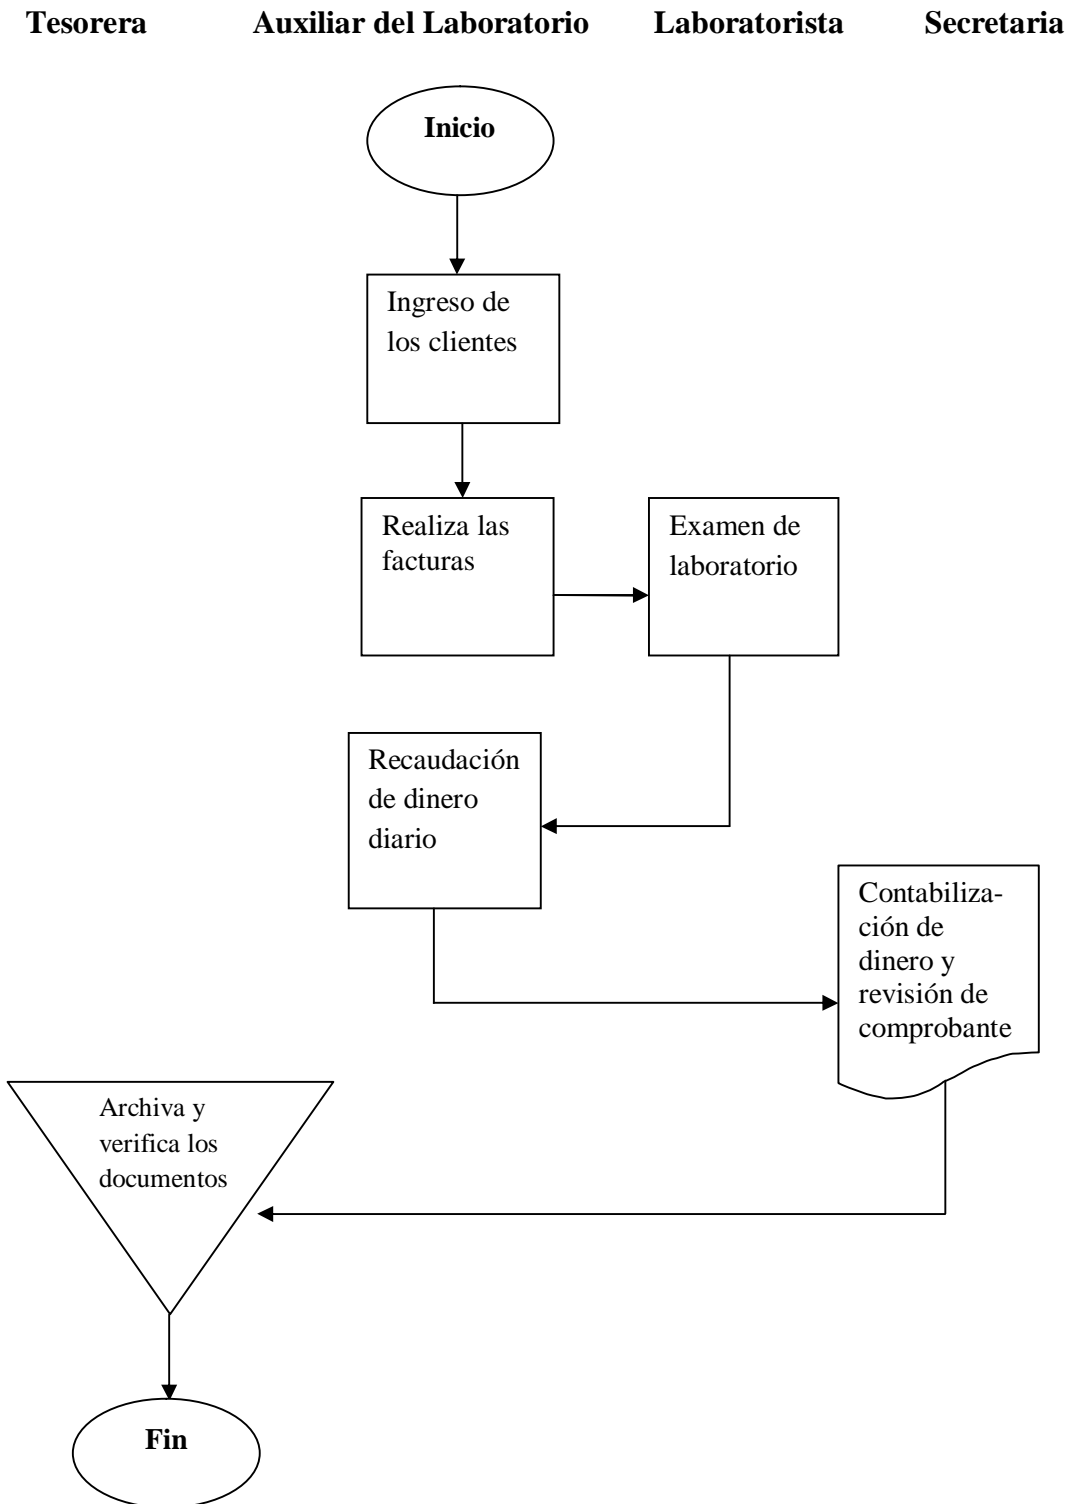 Tesorera Auxiliar del Laboratorio Laboratorista Secretaria
Inicio
Ingreso de
los clientes
Realiza las
facturas
Examen de
laboratorio
Recaudación
de dinero
diario
Contabiliza-
ción de
dinero y
revisión de
comprobante
Archiva y
verifica los
documentos
Fin